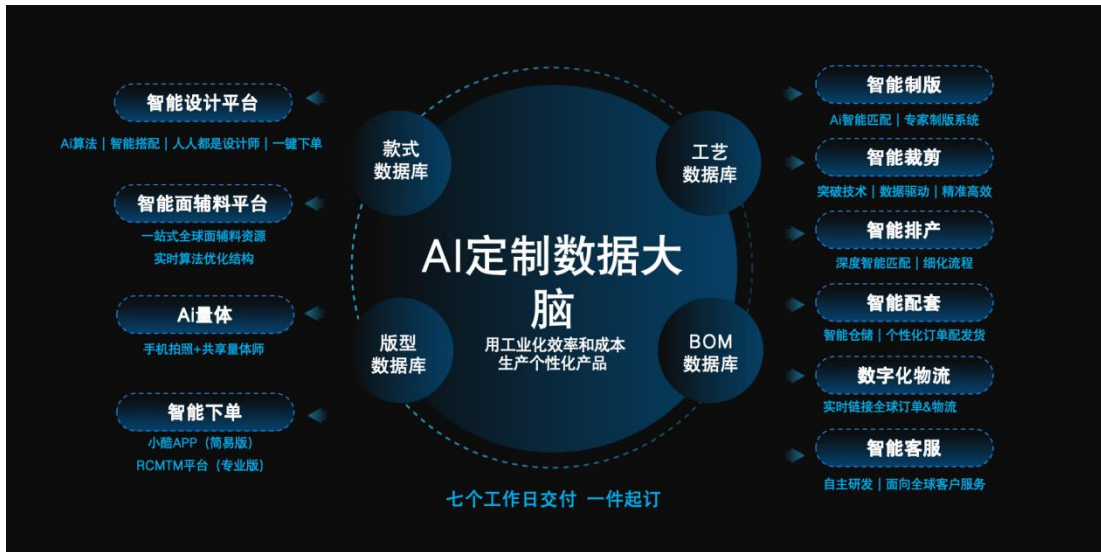 智能设计平台
Ai算法｜智能搭配｜人人都是设计师｜一键下单
智能面辅料平台
一站式全球面辅料资源
实时算法优化结构
Ai量体
手机拍照+共享量体师
智能下单
小酷APP（简易版）
RCMTM平台（专业版）
款式
数据库
工艺
数据库
AI定制数据大
脑
用工业化效率和成本
生产个性化产品
版型
数据库
BOM
数据库
七个工作日交付 一件起订
智能制版
Ai智能匹配｜专家制版系统
智能裁剪
突破技术｜数据驱动｜精准高效
智能排产
深度智能匹配｜细化流程
智能配套
智能仓储｜个性化订单配发货
数字化物流
实时链接全球订单&物流
智能客服
自主研发｜面向全球客户服务